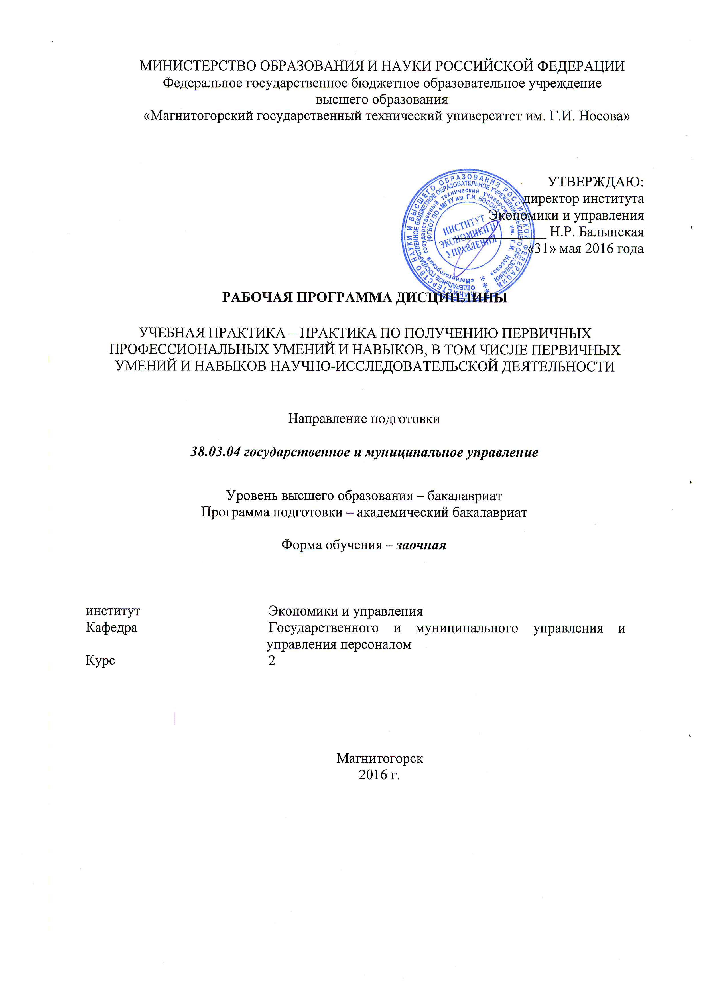 МИНИСТЕРСТВО ОБРАЗОВАНИЯ И НАУКИ РОССИЙСКОЙ ФЕДЕРАЦИИ
Федеральное государственное бюджетное образовательное учреждение
высшего образования
«Магнитогорский государственный технический университет им. Г.И. Носова»
УТВЕРЖДАЮ:
директор института
Экономики и управления
Н.Р. Балынская
«31» мая 2016 года
МИНИСТЕРСТВО НАУКИ И ВЫСШЕГО ОБРАЗОВАНИЯ РОССИЙСКОЙ ФЕДЕРАЦИИ
ФЕДЕРАЛЬНОЕ ГОСУДАРСТВЕННОЕ БЮДЖЕТНОЕ ОБРАЗОВАТЕЛЬНОЕ УЧРЕЖДЕНИЕ ВЫСШЕГО ОБРАЗОВАНИЯ
«Магнитогорский государственный технический университет им. Г.И. Носова»
(ФГБОУ ВО «МГТУ им. Г.И. НОСОВА»)
ИНСТИТУТ
ЭКОНОМИКИ И
УПРАВЛЕНИЯ
РАБОЧАЯ ПРОГРАММА ДИСЦИПЛИНЫ
УЧЕБНАЯ ПРАКТИКА – ПРАКТИКА ПО ПОЛУЧЕНИЮ ПЕРВИЧНЫХ
ПРОФЕССИОНАЛЬНЫХ УМЕНИЙ И НАВЫКОВ, В ТОМ ЧИСЛЕ ПЕРВИЧНЫХ
УМЕНИЙ И НАВЫКОВ НАУЧНО-ИССЛЕДОВАТЕЛЬСКОЙ ДЕЯТЕЛЬНОСТИ
Направление подготовки
38.03.04 государственное и муниципальное управление
Уровень высшего образования – бакалавриат
Программа подготовки – академический бакалавриат
Форма обучения – заочная
институт Экономики и управления
Кафедра Государственного и муниципального управления и
управления персоналом
Курс 2
Магнитогорск
2016 г.